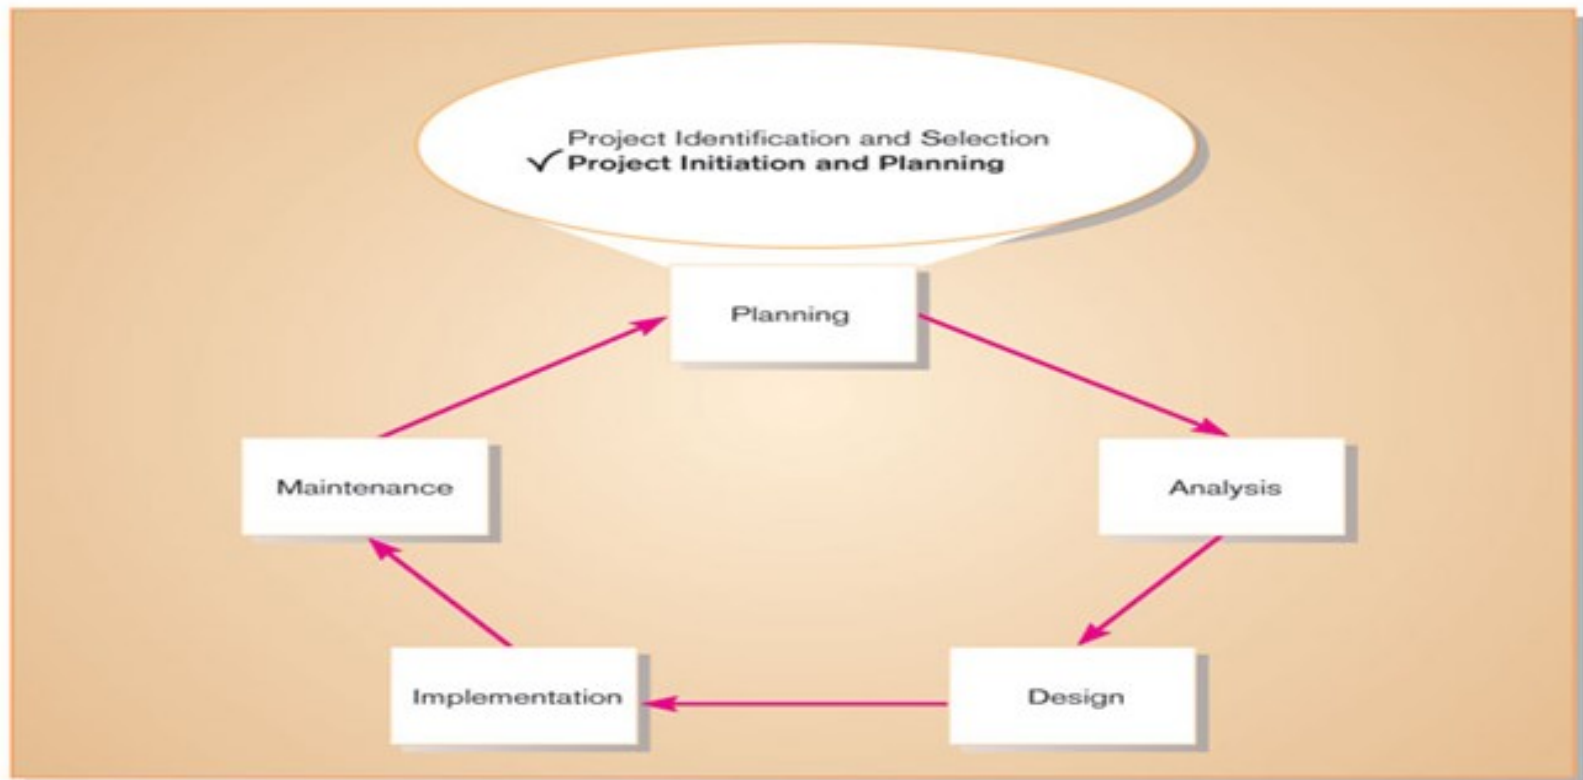 Project Identification and Selection
✓ Project Initiation and Planning
Planning
Maintenance
Analysis
Implementation
Design